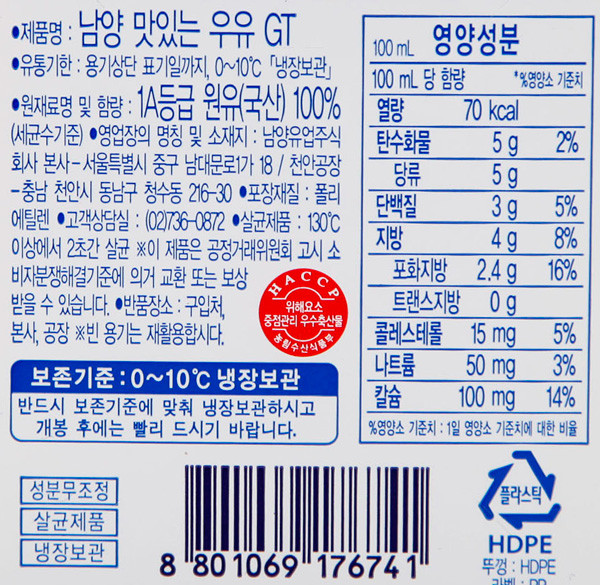 •제품명 : 남양 맛있는 우유 GT
•유통기한 : 용기상단 표기일까지, 0~10℃ 「냉장보관」
•원재료명 및 함량 : 1A등급 원유(국산) 100%
(세균수기준) •영업장의 명칭 및 소재지 : 남양유업주식
회사 본사-서울특별시 중구 남대문로1가 18 / 천안공장
-충남 천안시 동남구 청수동 216-30 •포장재질 : 폴리
에틸렌 •고객상담실 : (02)736-0872 •살균제품 : 130℃
이상에서 2초간 살균 ※이 제품은 공정거래위원회 고시 소
비자분쟁해결기준에 의거 교환 또는 보상
받을 수 있습니다. •반품장소 : 구입처,
본사, 공장 ※빈 용기는 재활용합시다.
HACCP
위해요소
중점관리 우수축산물
농림수산식품부
보존기준 : 0~10℃ 냉장보관
반드시 보존기준에 맞춰 냉장보관하시고
개봉 후에는 빨리 드시기 바랍니다.
성분무조정
살균제품
냉장보관
8 801069 176741
100 mL 영양성분
100 mL 당 함량 *%영양소 기준치
열량 70 kcal
탄수화물 5 g 2%
당류 5 g
단백질 3 g 5%
지방 4 g 8%
포화지방 2.4 g 16%
트랜스지방 0 g
콜레스테롤 15 mg 5%
나트륨 50 mg 3%
칼슘 100 mg 14%
%영양소 기준치 : 1일 영양소 기준치에 대한 비율
플라스틱
HDPE
뚜껑 : HDPE
라벨 : PP